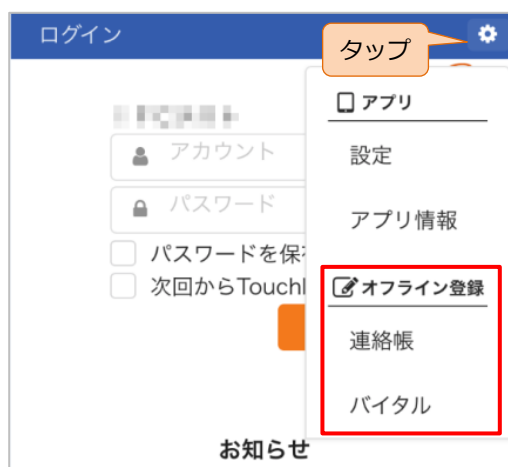 ログイン
タップ
アプリ
設定
アプリ情報
オフライン登録
連絡帳
バイタル
アカウント
パスワード
パスワードを保
次回からTouch
お知らせ